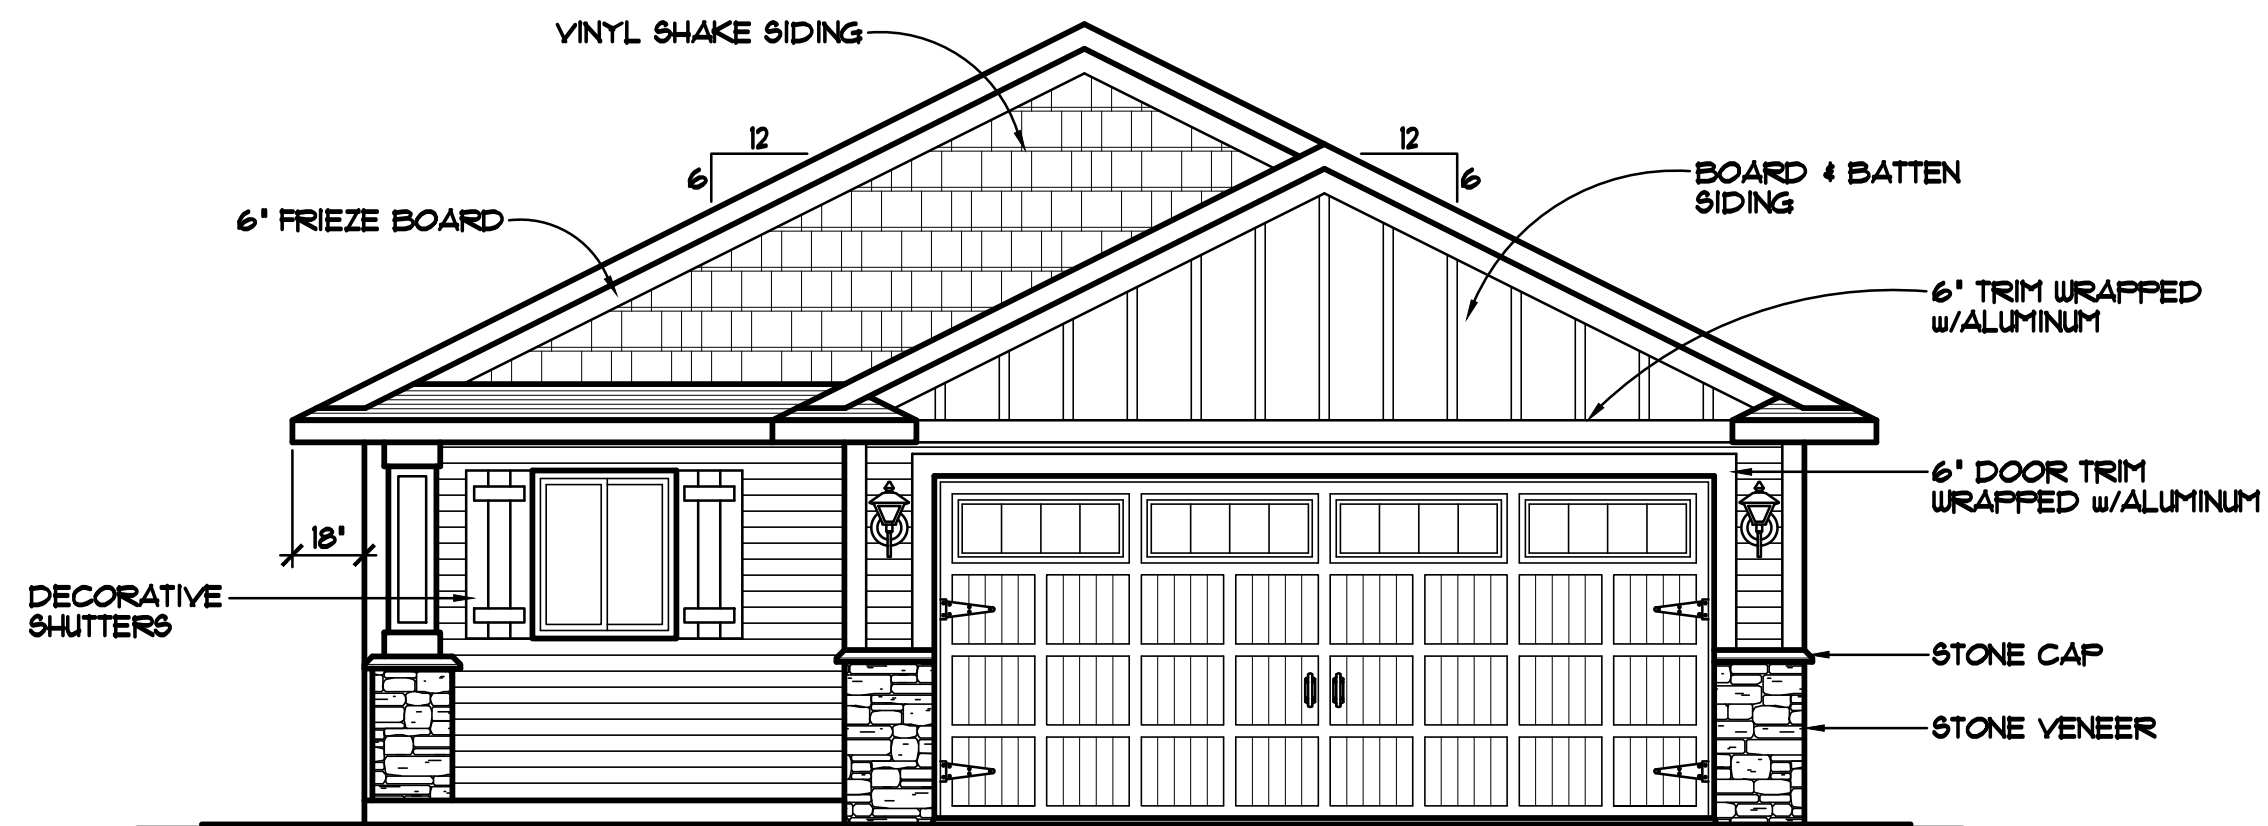 VINYL SHAKE SIDING
12
6
12
6
BOARD & BATTEN
SIDING
6" FRIEZE BOARD
6" TRIM WRAPPED
w/ALUMINUM
6" DOOR TRIM
WRAPPED w/ALUMINUM
18"
DECORATIVE
SHUTTERS
STONE CAP
STONE VENEER